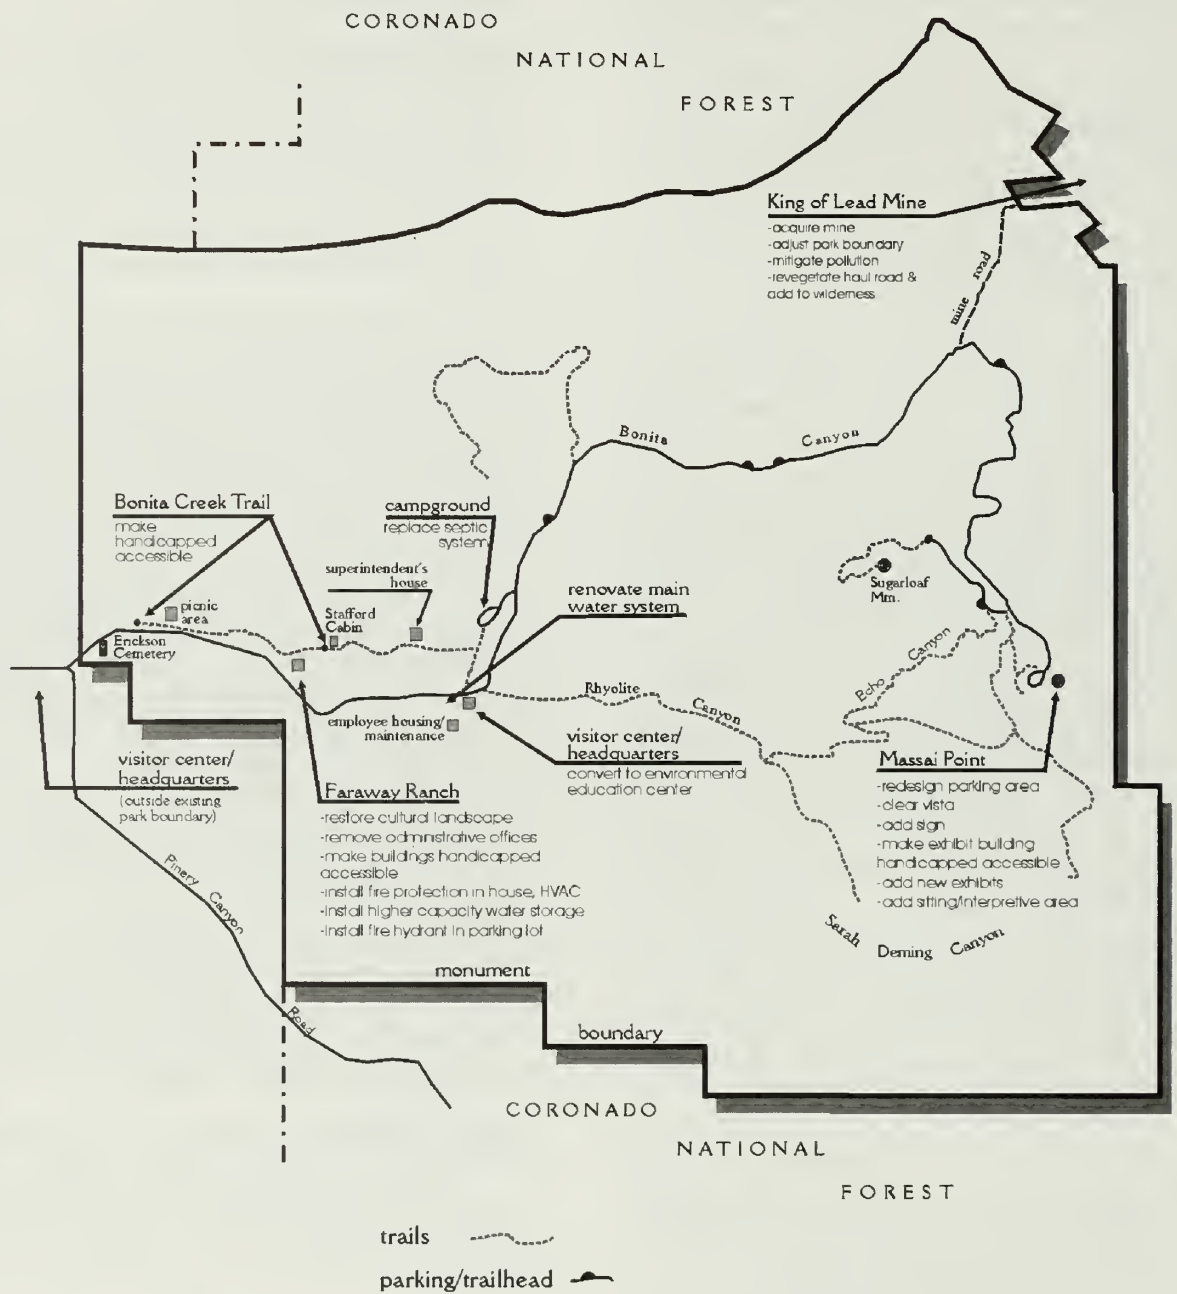 CORONADO
NATIONAL
FOREST
King of Lead Mine
-acquire mine
-adjust park boundary
-mitigate pollution
-revegetate haul road &
add to wilderness
mine road
Bonita Canyon
Bonita Creek Trail
make
handicapped
accessible
campground
replace septic
system
superintendent's
house
picnic
area
Stafford
Cabin
Erickson
Cemetery
renovate main
water system
Sugarloaf
Mtn.
Echo Canyon
Rhyolite Canyon
employee housing/
maintenance
visitor center/
headquarters
(outside existing
park boundary)
visitor center/
headquarters
convert to environmental
education center
Faraway Ranch
-restore cultural landscape
-remove administrative offices
-make buildings handicapped
accessible
-install fire protection in house, HVAC
-install higher capacity water storage
-install fire hydrant in parking lot
Massai Point
-redesign parking area
-clear vista
-add sign
-make exhibit building
handicapped accessible
-add new exhibits
-add sitting/interpretive area
Pinery Canyon Road
Sarah Deming Canyon
monument
boundary
CORONADO
NATIONAL
FOREST
trails
parking/trailhead